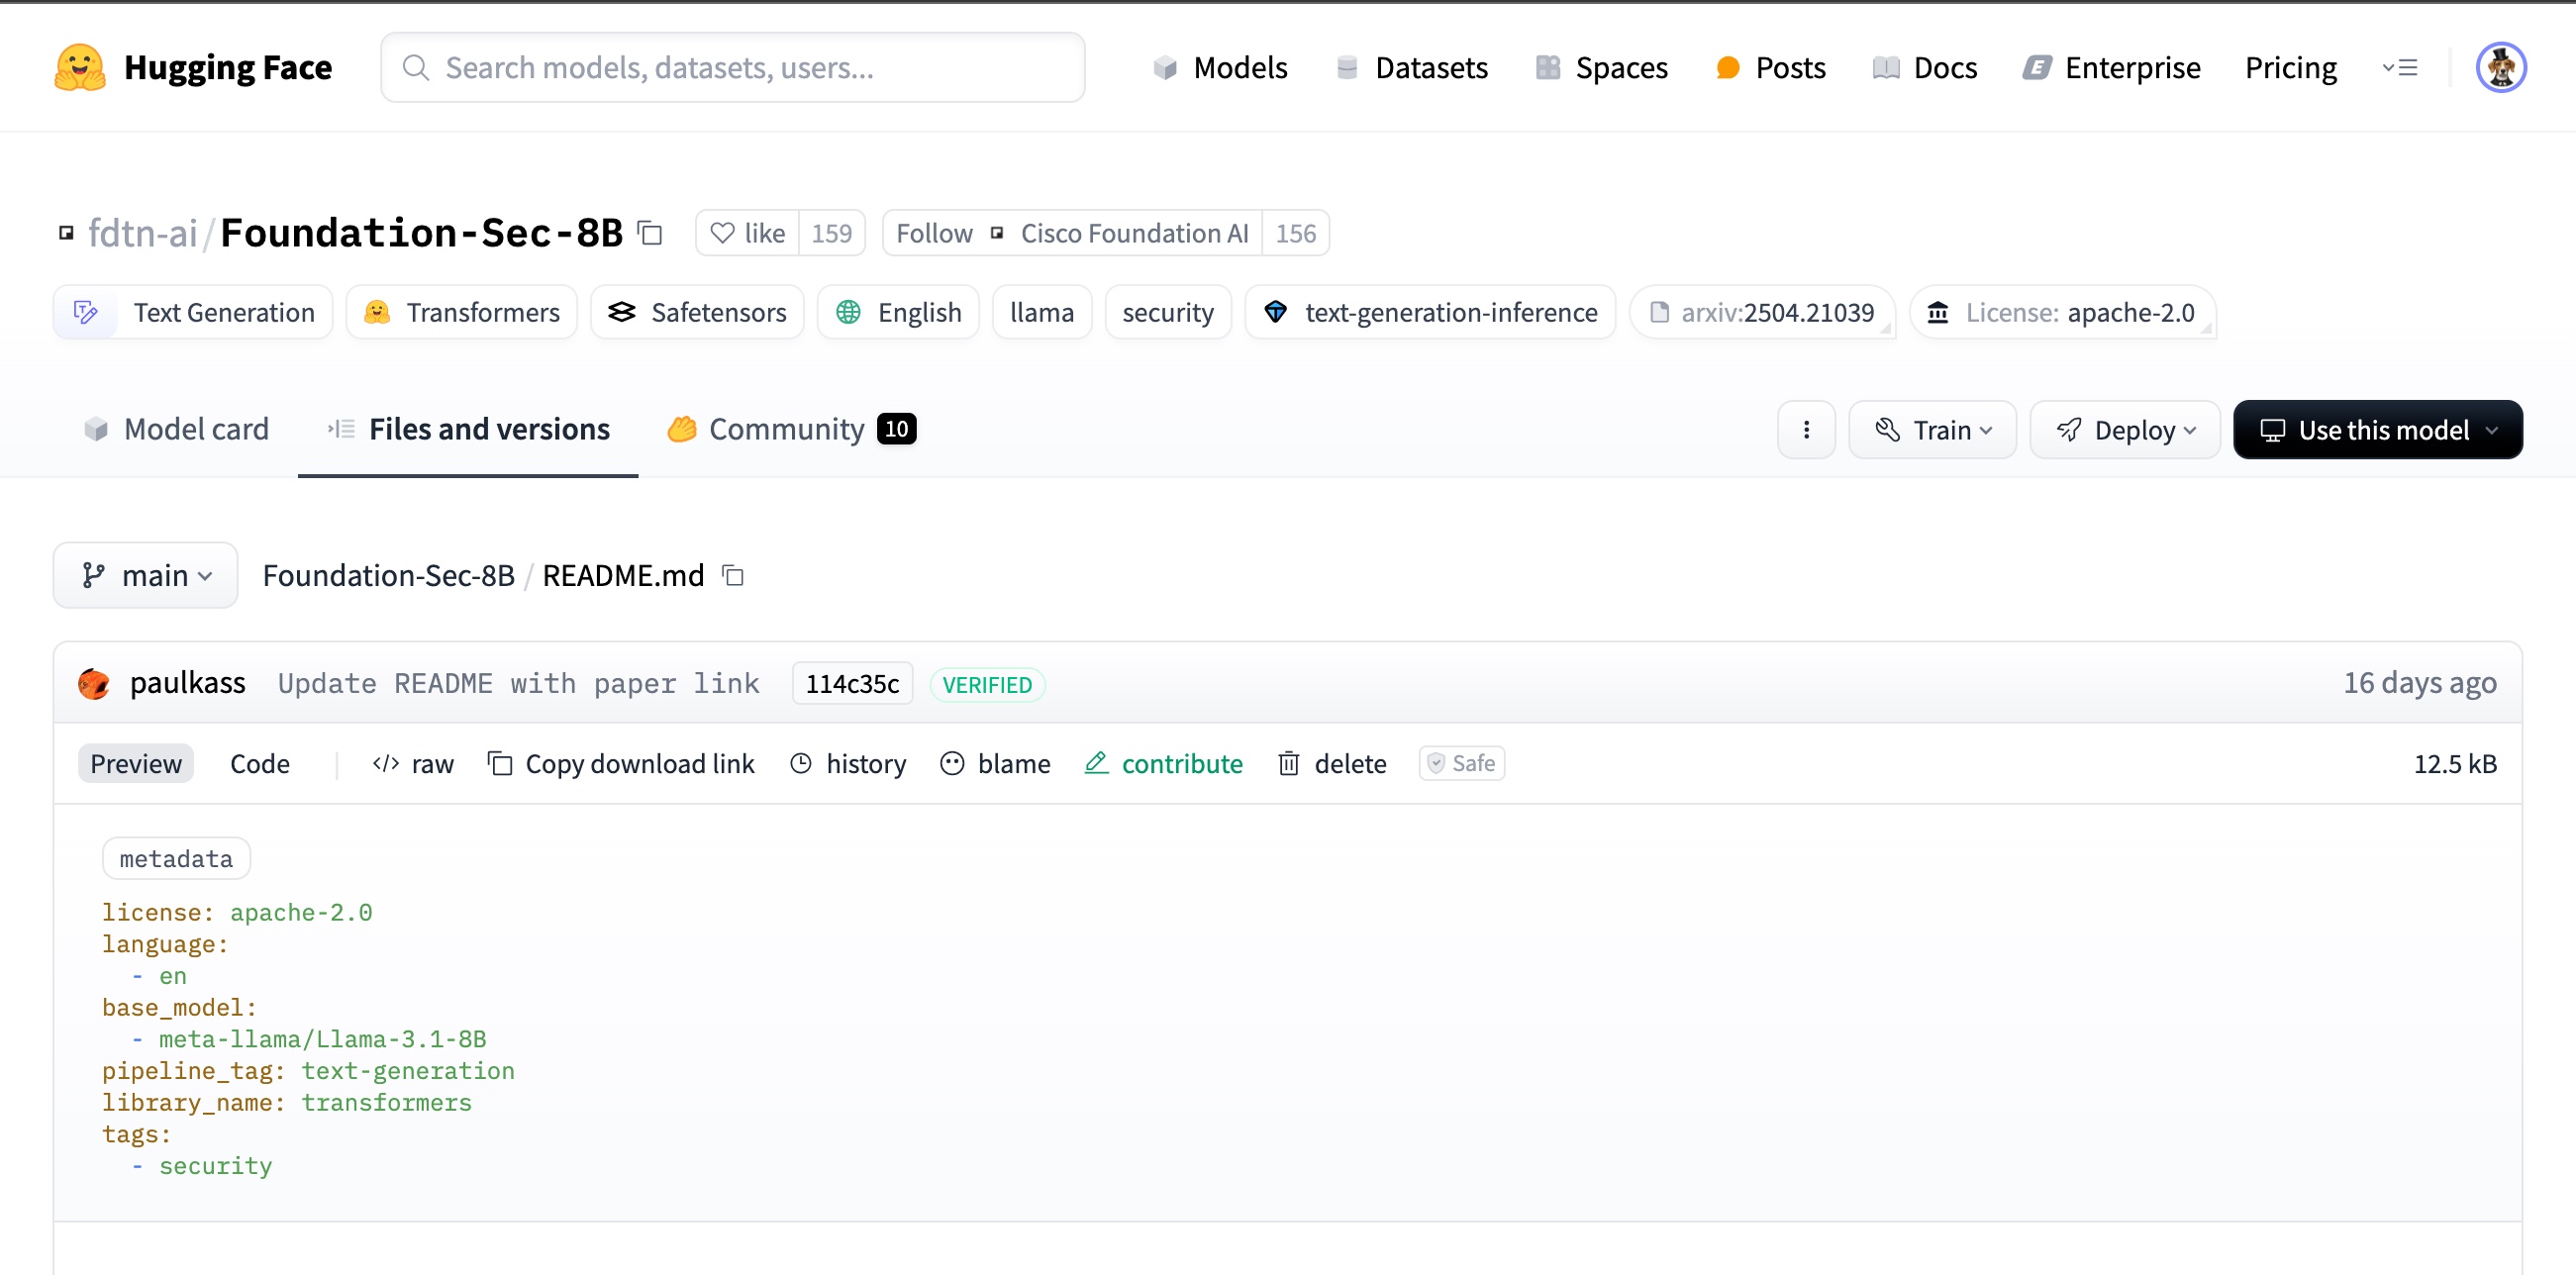 Hugging Face Search models, datasets, users... Models Datasets Spaces Posts Docs Enterprise Pricing
fdtn-ai/Foundation-Sec-8B like 159 Follow Cisco Foundation AI 156
Text Generation Transformers Safetensors English llama security text-generation-inference arxiv:2504.21039 License: apache-2.0
Model card Files and versions Community 10 Train Deploy Use this model
main Foundation-Sec-8B / README.md
paulkass Update README with paper link 114c35c VERIFIED 16 days ago
Preview Code </> raw Copy download link history blame contribute delete Safe 12.5 kB
metadata
license: apache-2.0
language:
  - en
base_model:
  - meta-llama/Llama-3.1-8B
pipeline_tag: text-generation
library_name: transformers
tags:
  - security